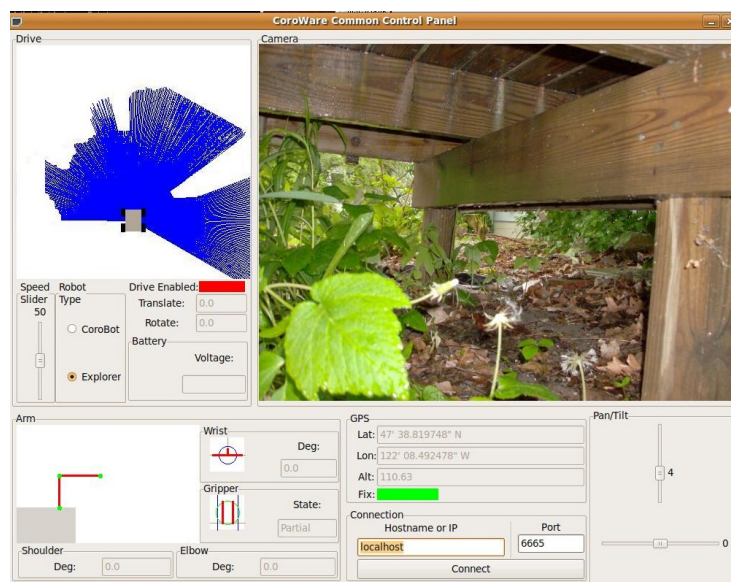 CoroWare Common Control Panel
Drive
Camera
Speed
Robot
Drive Enabled:
Slider
Type
Translate: 0.0
50
CoroBot
Rotate: 0.0
Battery
Voltage:
Explorer
Arm
Wrist
Deg:
0.0
Gripper
State:
Partial
Shoulder
Deg: 0.0
Elbow
Deg: 0.0
GPS
Lat: 47' 38.819748" N
Lon: 122' 08.492478" W
Alt: 110.63
Fix:
Connection
Hostname or IP
Port
localhost
6665
Connect
Pan/Tilt
4
0